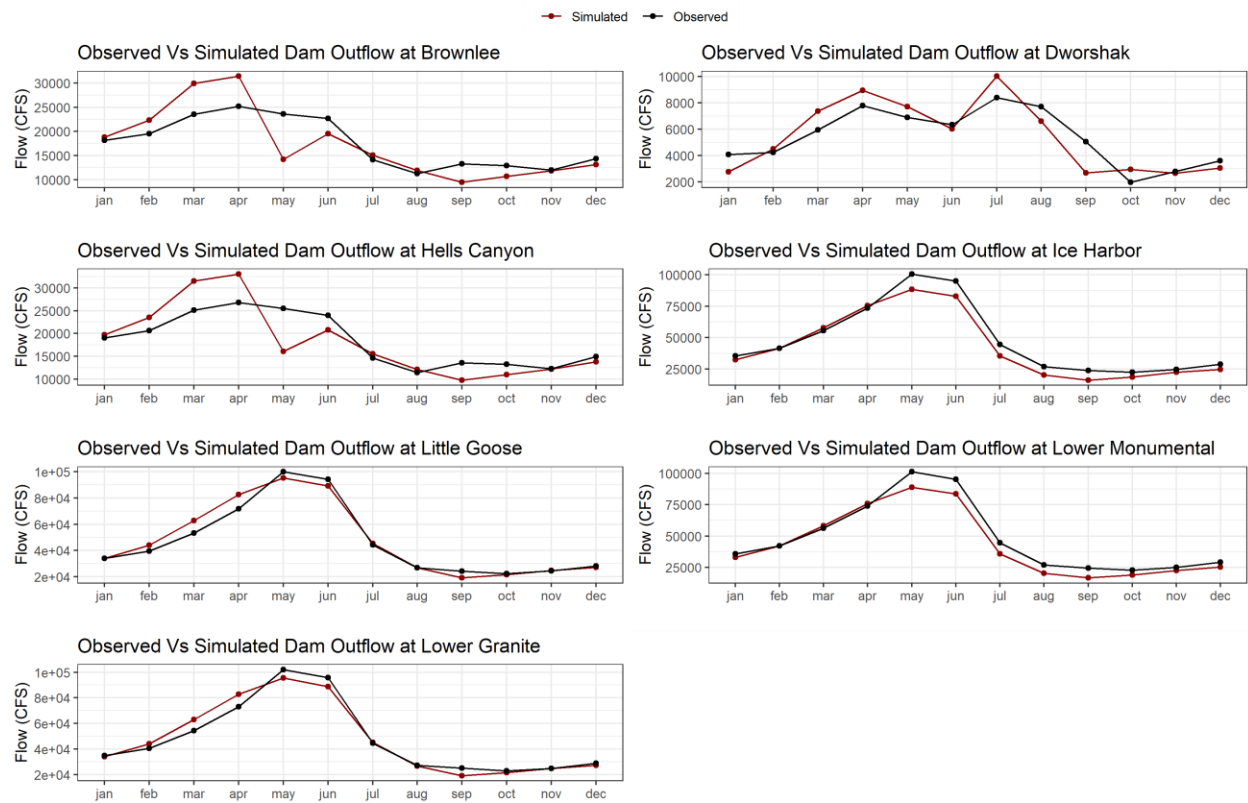 Simulated Observed
Observed Vs Simulated Dam Outflow at Brownlee
Flow (CFS)
30000
25000
20000
15000
10000
jan feb mar apr may jun jul aug sep oct nov dec
Observed Vs Simulated Dam Outflow at Dworshak
Flow (CFS)
10000
8000
6000
4000
2000
jan feb mar apr may jun jul aug sep oct nov dec
Observed Vs Simulated Dam Outflow at Hells Canyon
Flow (CFS)
30000
25000
20000
15000
10000
jan feb mar apr may jun jul aug sep oct nov dec
Observed Vs Simulated Dam Outflow at Ice Harbor
Flow (CFS)
100000
75000
50000
25000
jan feb mar apr may jun jul aug sep oct nov dec
Observed Vs Simulated Dam Outflow at Little Goose
Flow (CFS)
1e+05
8e+04
6e+04
4e+04
2e+04
jan feb mar apr may jun jul aug sep oct nov dec
Observed Vs Simulated Dam Outflow at Lower Monumental
Flow (CFS)
100000
75000
50000
25000
jan feb mar apr may jun jul aug sep oct nov dec
Observed Vs Simulated Dam Outflow at Lower Granite
Flow (CFS)
1e+05
8e+04
6e+04
4e+04
2e+04
jan feb mar apr may jun jul aug sep oct nov dec